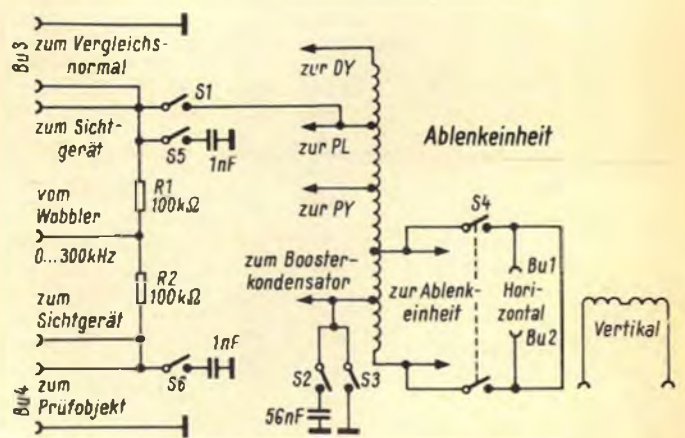 Bu3
zum Vergleichs-
normal
zum Sicht-
gerät
S1
S5
1nF
R1
100kΩ
vom
Wobbler
0...300kHz
R2
100kΩ
zum
Sichtgerät
1nF
S6
Bu4
zum
Prüfobjekt
zur DY
zur PL
zur PY
zum Booster-
kondensator
S2
S3
56nF
Ablenkeinheit
S4
zur Ablenk-
einheit
Bu1
Hori-
zontal
Bu2
Vertikal